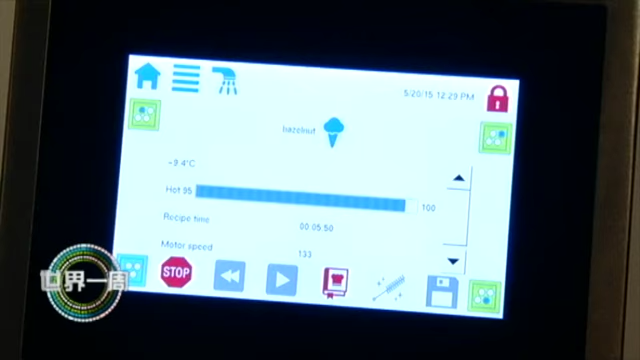 5/20/15 12:29 PM
hazelnut
-9.4°C
Hot 95
100
Recipe time
00:05:50
Motor speed
133
STOP
世界一周